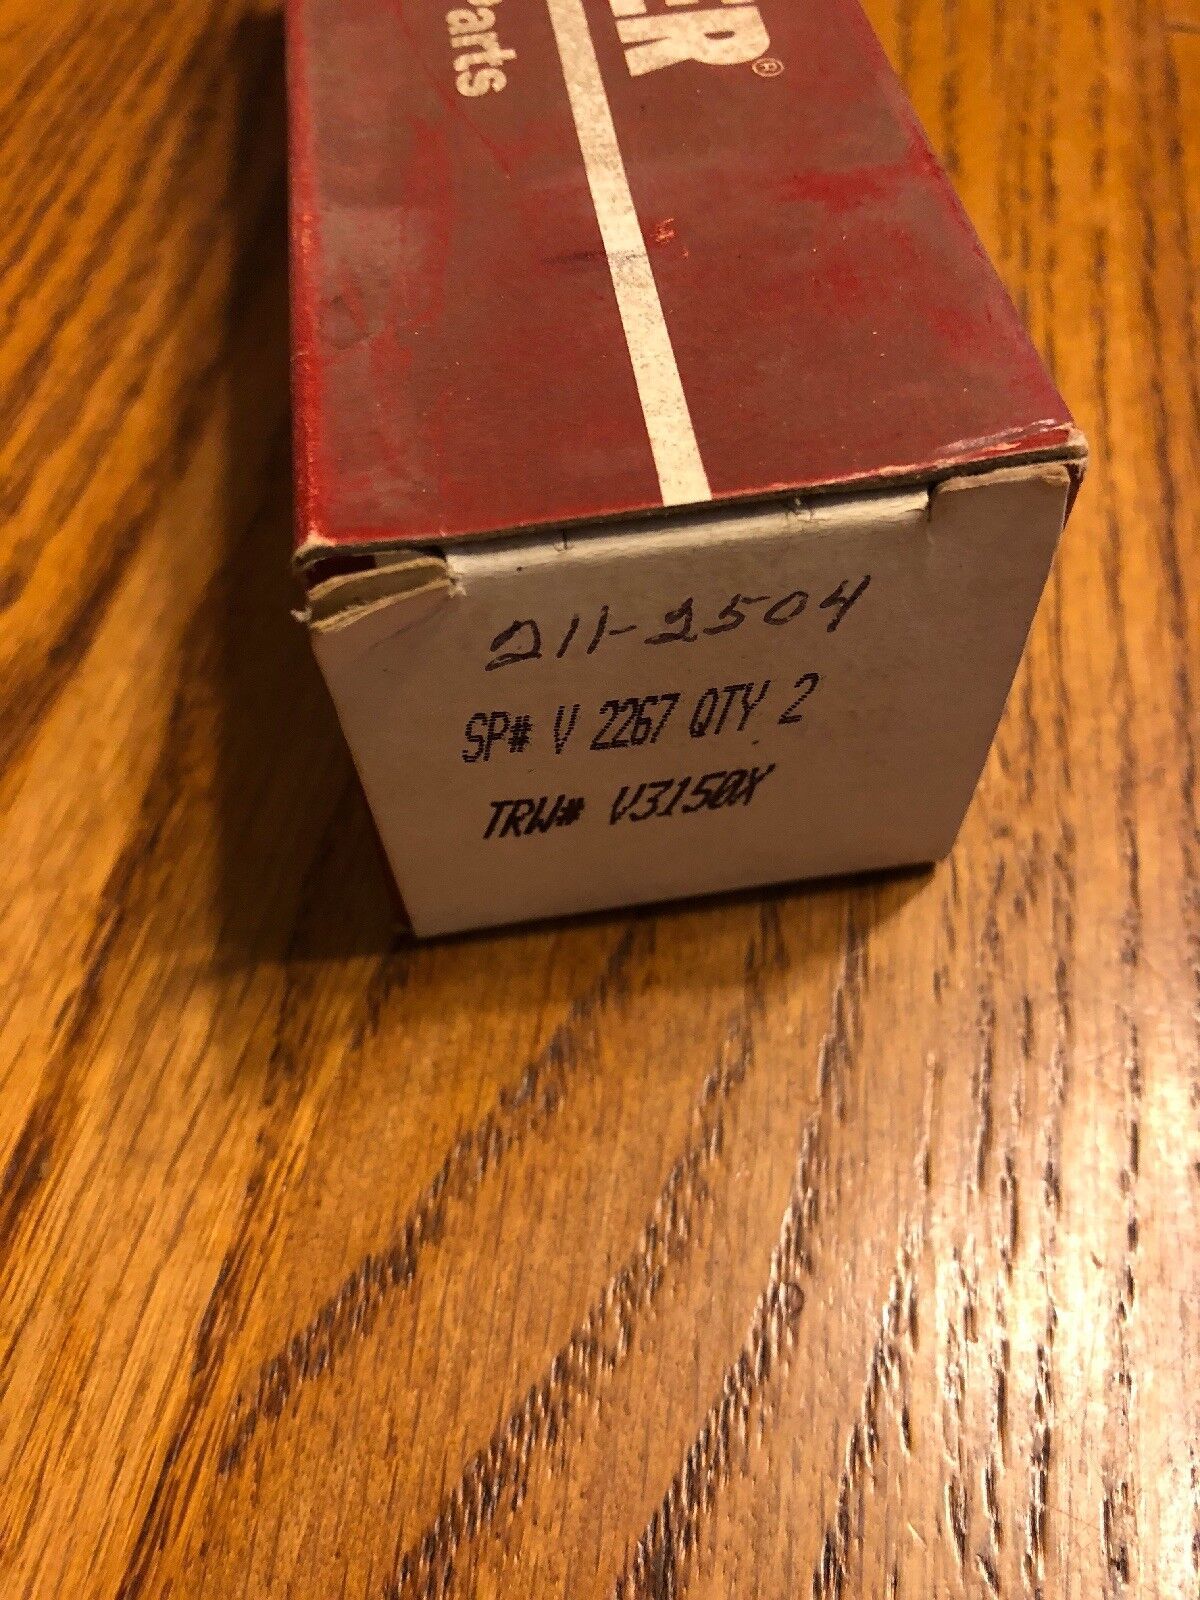 ER®
Parts
211-2504
SP# V 2267 QTY 2
TRW# V3150X